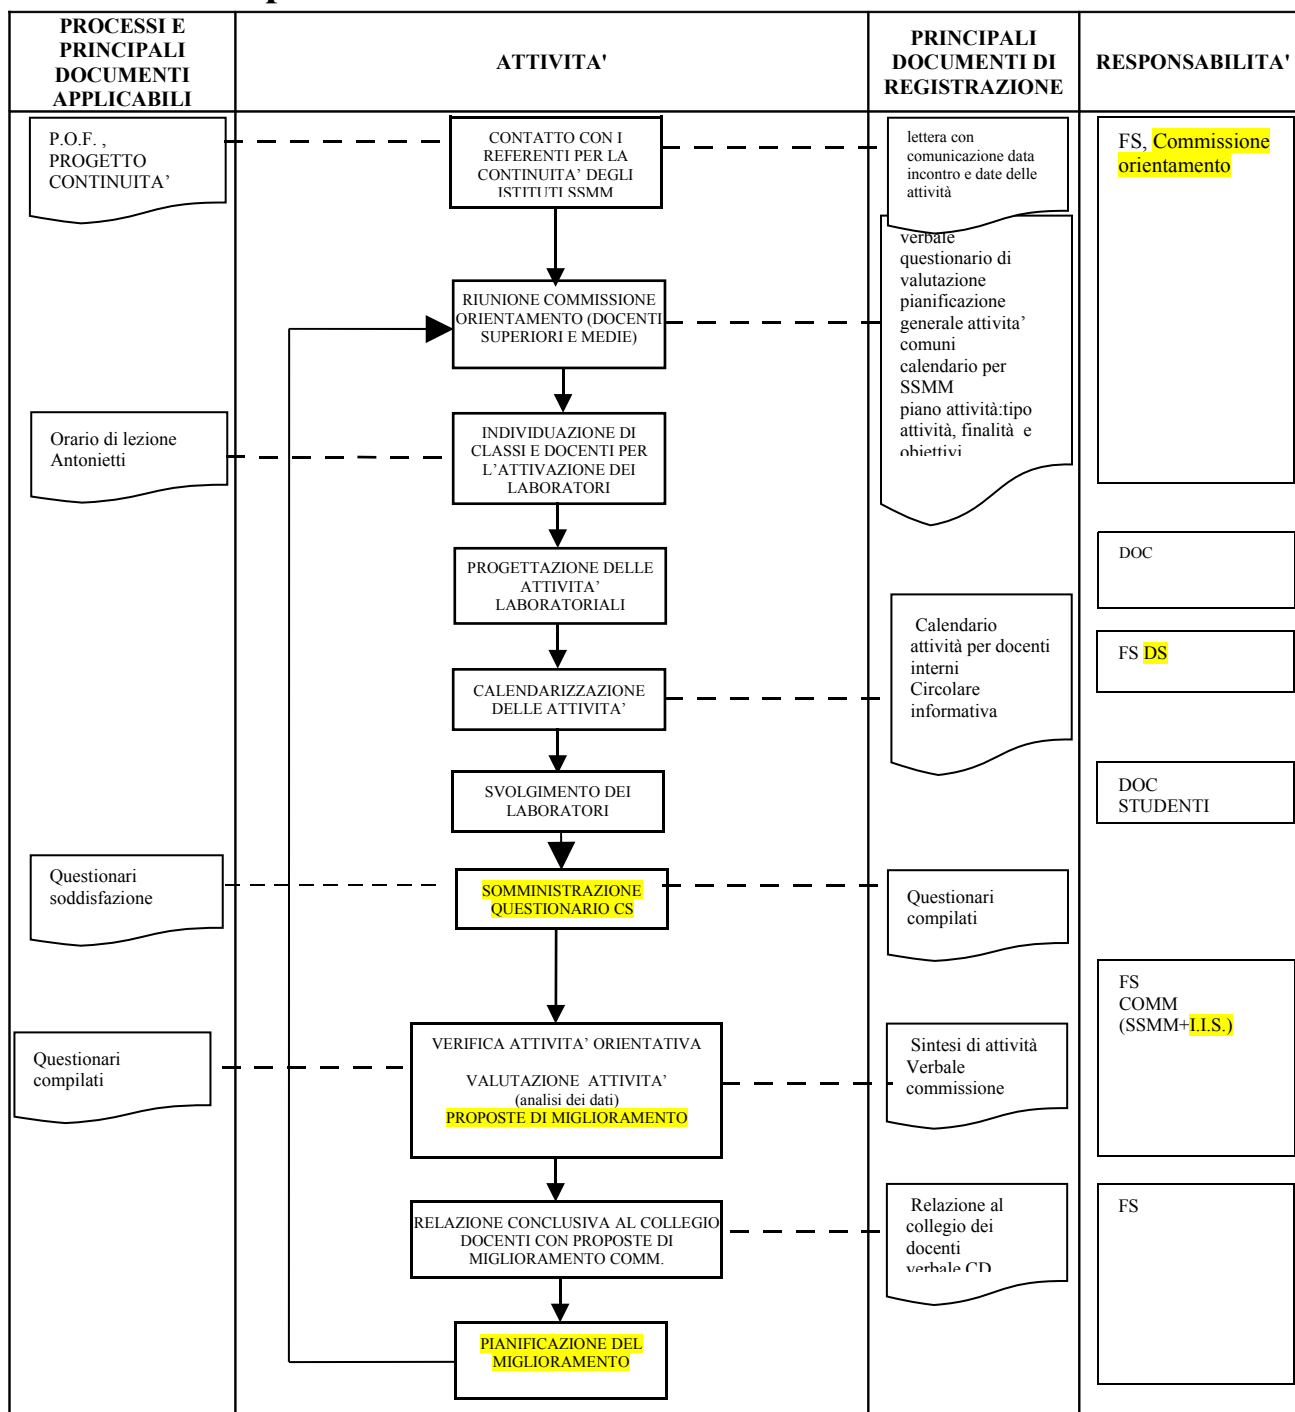 PROCESSI E
PRINCIPALI
DOCUMENTI
APPLICABILI
ATTIVITA'
PRINCIPALI
DOCUMENTI DI
REGISTRAZIONE
RESPONSABILITA'
P.O.F. ,
PROGETTO
CONTINUITA’
CONTATTO CON I
REFERENTI PER LA
CONTINUITA’ DEGLI
ISTITUTI SSMM
lettera con
comunicazione data
incontro e date delle
attività
FS, Commissione
orientamento
RIUNIONE COMMISSIONE
ORIENTAMENTO (DOCENTI
SUPERIORI E MEDIE)
verbale
questionario di
valutazione
pianificazione
generale attivita’
comuni
calendario per
SSMM
piano attività:tipo
attività, finalità e
obiettivi
Orario di lezione
Antonietti
INDIVIDUAZIONE DI
CLASSI E DOCENTI PER
L’ATTIVAZIONE DEI
LABORATORI
PROGETTAZIONE DELLE
ATTIVITA’
LABORATORIALI
DOC
CALENDARIZZAZIONE
DELLE ATTIVITA’
Calendario
attività per docenti
interni
Circolare
informativa
FS DS
SVOLGIMENTO DEI
LABORATORI
DOC
STUDENTI
Questionari
soddisfazione
SOMMINISTRAZIONE
QUESTIONARIO CS
Questionari
compilati
Questionari
compilati
VERIFICA ATTIVITA’ ORIENTATIVA
VALUTAZIONE ATTIVITA’
(analisi dei dati)
PROPOSTE DI MIGLIORAMENTO
Sintesi di attività
Verbale
commissione
FS
COMM
(SSMM+I.I.S.)
RELAZIONE CONCLUSIVA AL COLLEGIO
DOCENTI CON PROPOSTE DI
MIGLIORAMENTO COMM.
Relazione al
collegio dei
docenti
verbale CD
FS
PIANIFICAZIONE DEL
MIGLIORAMENTO